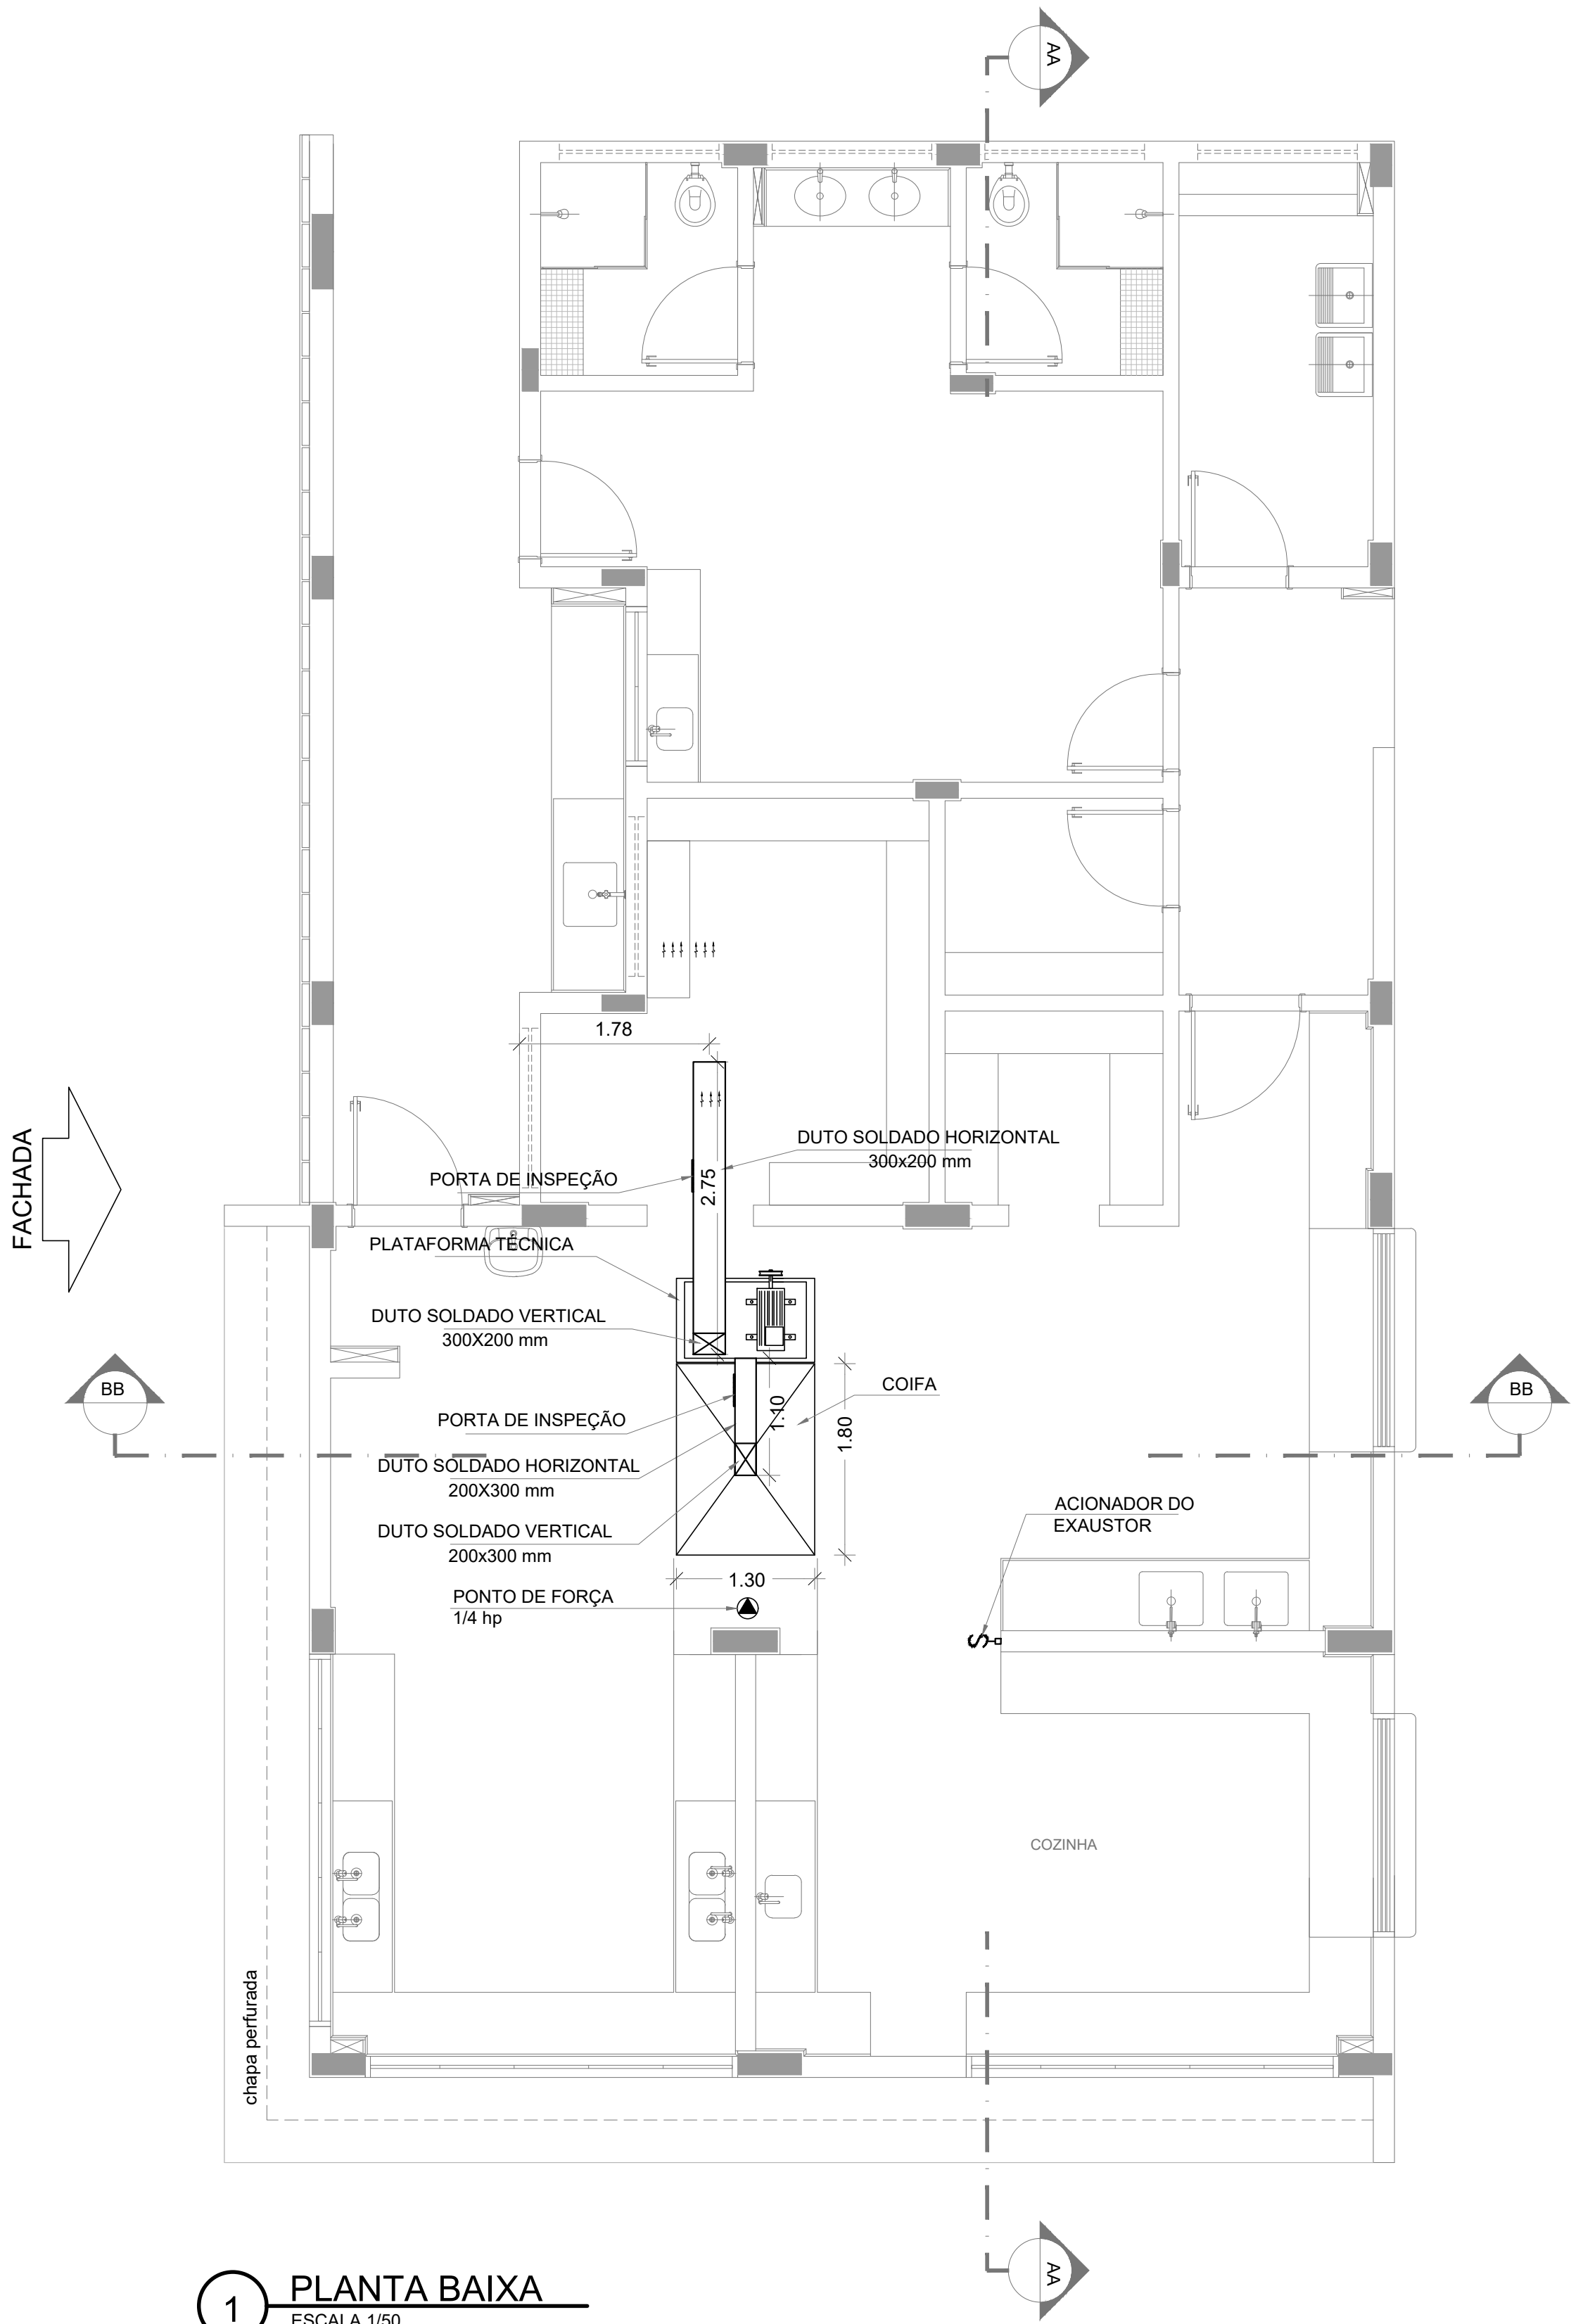 AA
1.78
DUTO SOLDADO HORIZONTAL
300x200 mm
FACHADA
PORTA DE INSPEÇÃO
2.75
PLATAFORMA TÉCNICA
DUTO SOLDADO VERTICAL
300X200 mm
BB
COIFA
BB
PORTA DE INSPEÇÃO
1.10
1.80
DUTO SOLDADO HORIZONTAL
200X300 mm
ACIONADOR DO
EXAUSTOR
DUTO SOLDADO VERTICAL
200x300 mm
1.30
PONTO DE FORÇA
1/4 hp
S
COZINHA
chapa perfurada
AA
1
PLANTA BAIXA
ESCALA 1/50